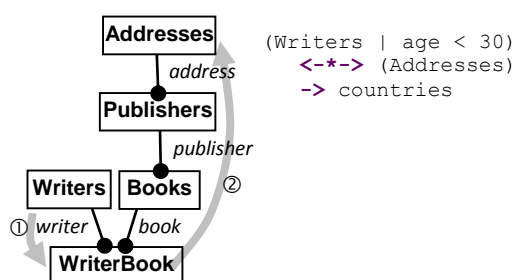 Addresses
address
Publishers
publisher
Writers
Books
①
writer
book
②
WriterBook
(Writers | age < 30)
<-*-> (Addresses)
-> countries